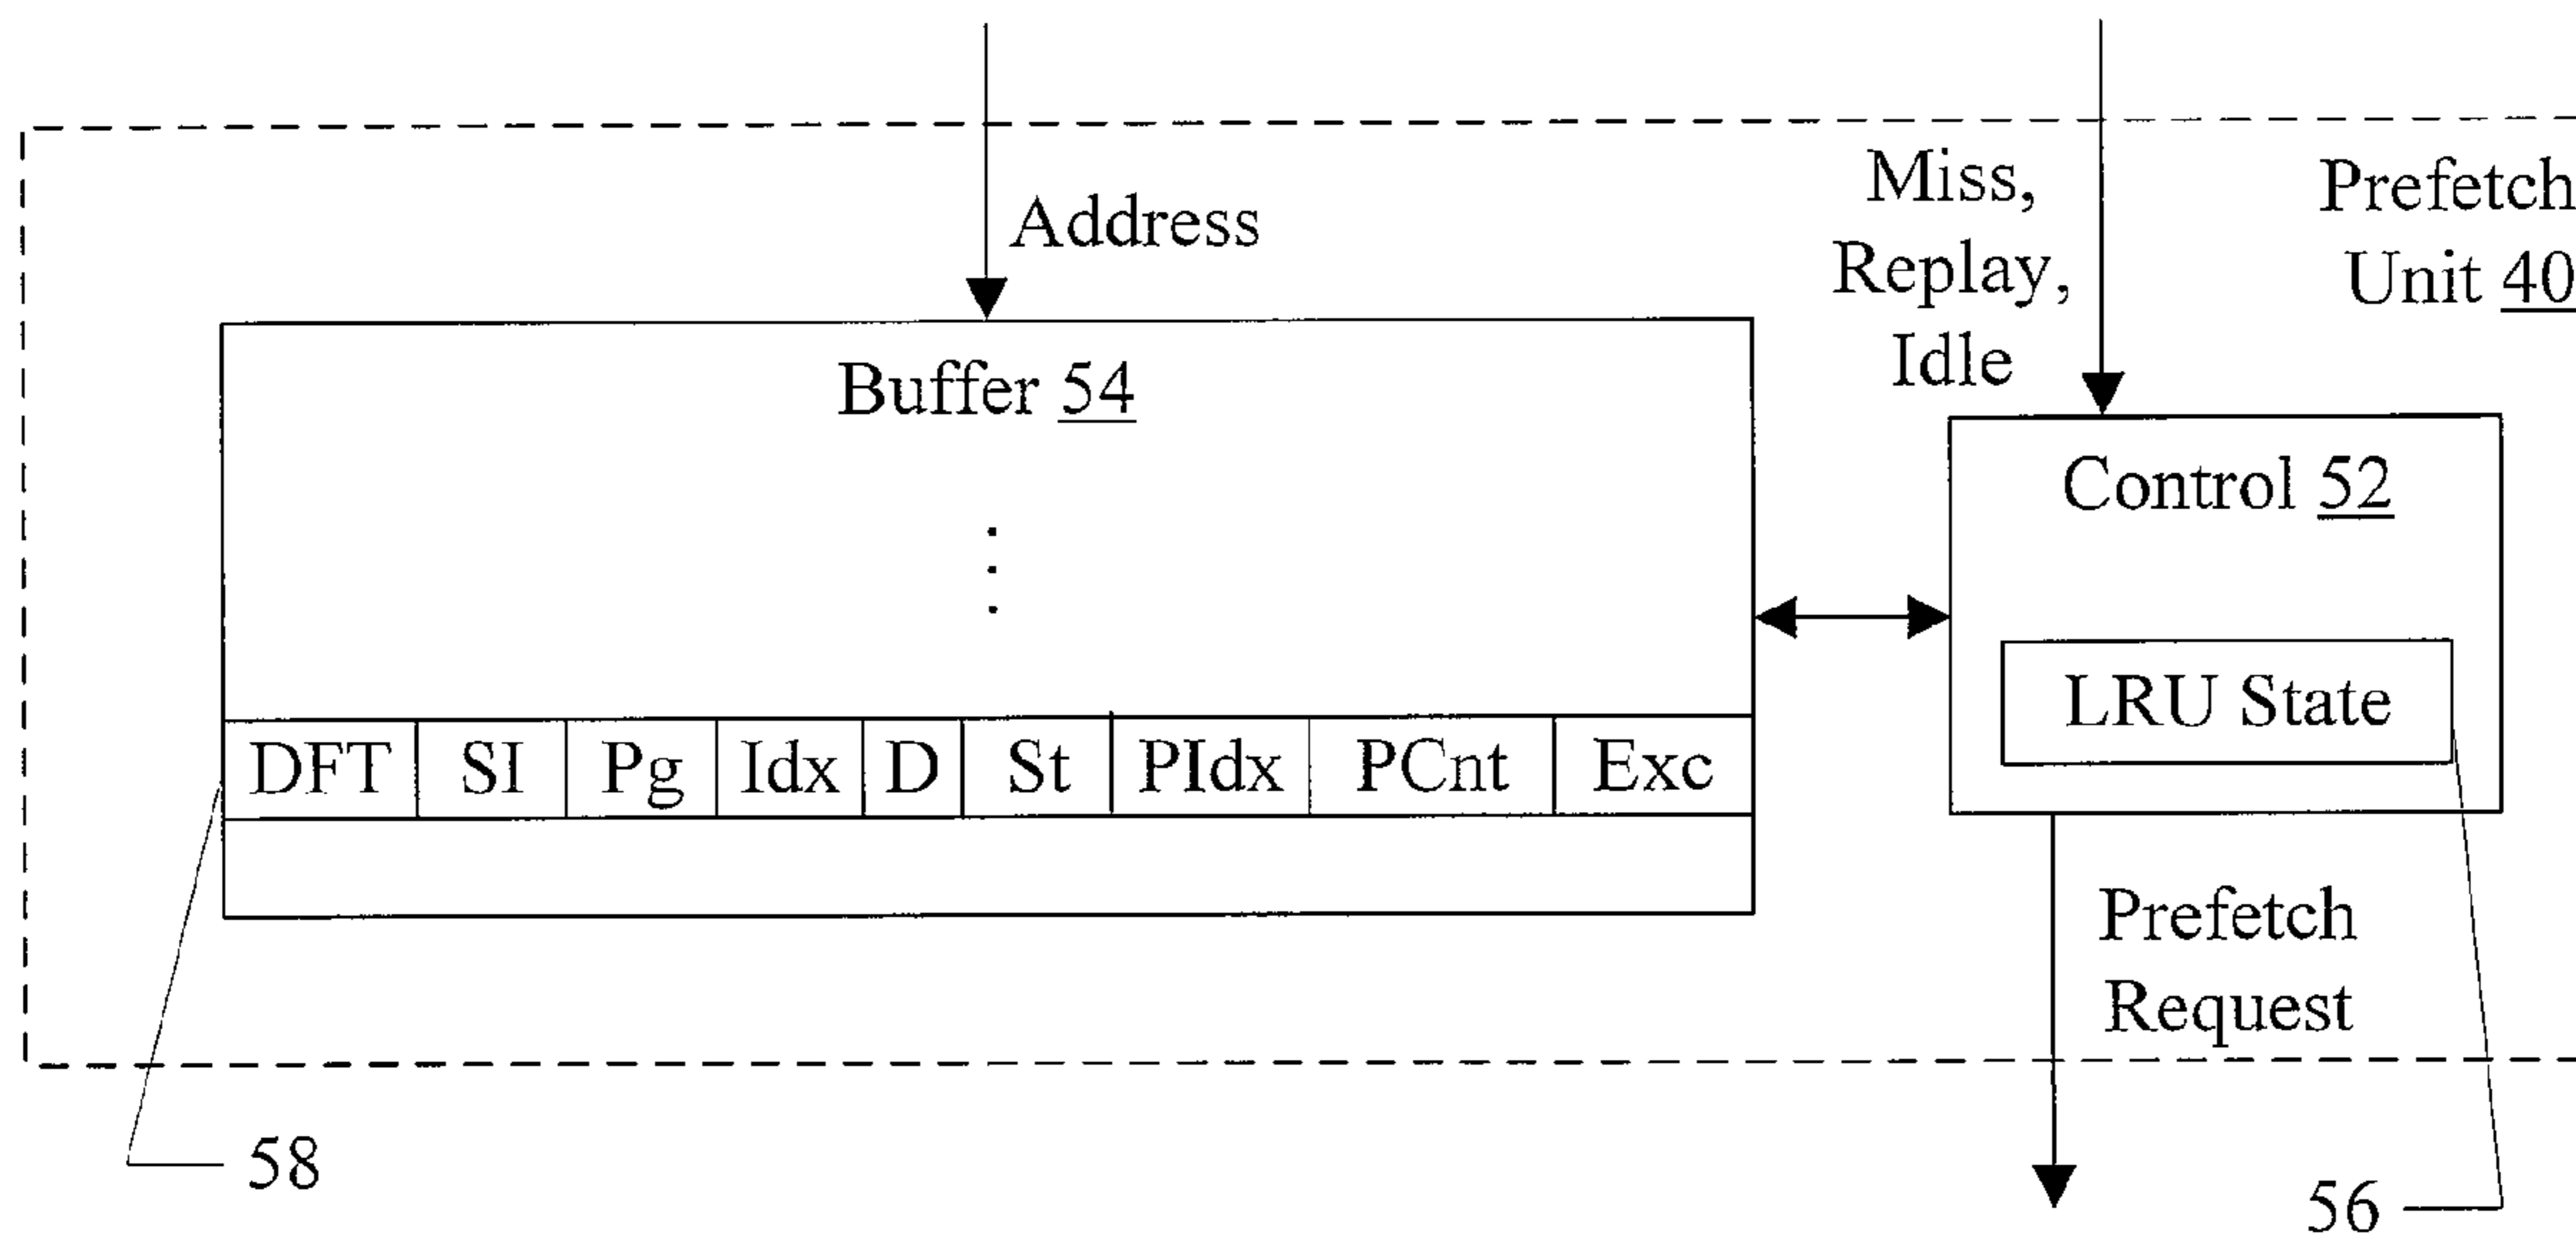 Address
Miss,
Replay,
Idle
Prefetch
Unit 40
Buffer 54
Control 52
LRU State
DFT SI Pg Idx D St PIdx PCnt Exc
Prefetch
Request
58
56